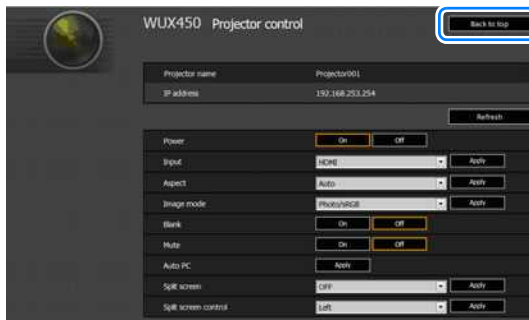 WUX450 Projector control
Back to top
Projector name Projector001
IP address 192.168.253.254
Refresh
Power On Off
Input HDMI Apply
Aspect Auto Apply
Image mode Photo/sRGB Apply
Blank On Off
Mute On Off
Auto PC Apply
Split screen OFF Apply
Split screen control Left Apply